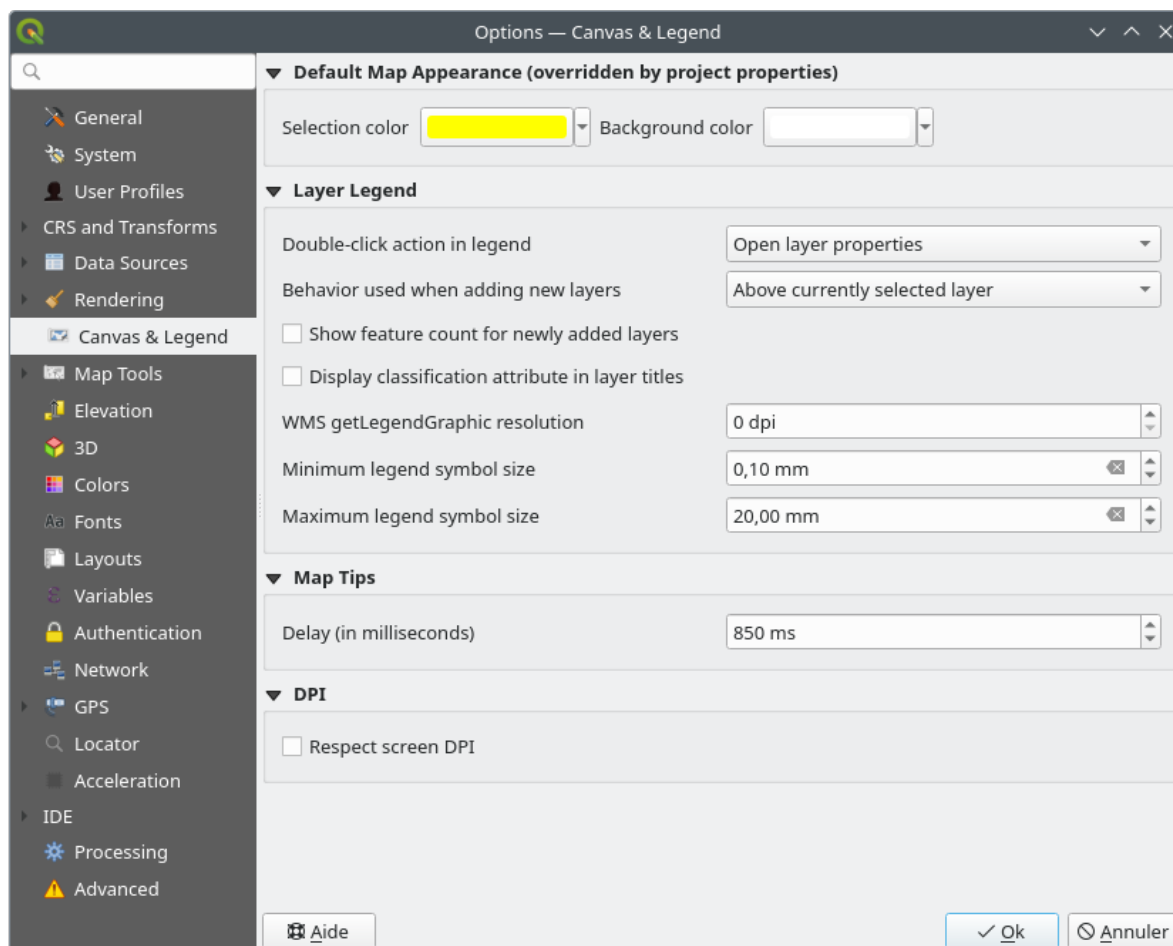 Options — Canvas & Legend
General
System
User Profiles
CRS and Transforms
Data Sources
Rendering
Canvas & Legend
Map Tools
Elevation
3D
Colors
Aa Fonts
Layouts
ε Variables
Authentication
Network
GPS
Locator
Acceleration
IDE
Processing
Advanced
Default Map Appearance (overridden by project properties)
Selection color Background color
Layer Legend
Double-click action in legend Open layer properties
Behavior used when adding new layers Above currently selected layer
Show feature count for newly added layers
Display classification attribute in layer titles
WMS getLegendGraphic resolution 0 dpi
Minimum legend symbol size 0,10 mm
Maximum legend symbol size 20,00 mm
Map Tips
Delay (in milliseconds) 850 ms
DPI
Respect screen DPI
Aide Ok Annuler